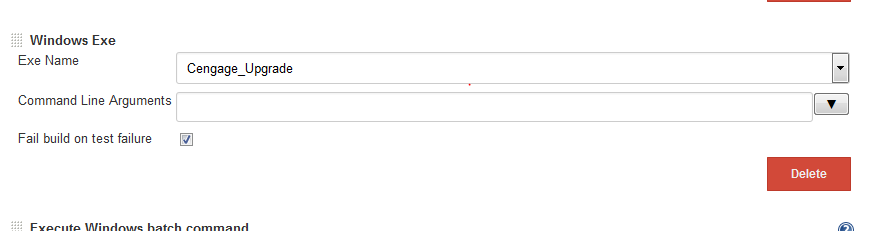 Windows Exe
Exe Name
Cengage_Upgrade
Command Line Arguments
Fail build on test failure
Delete
Execute Windows batch command